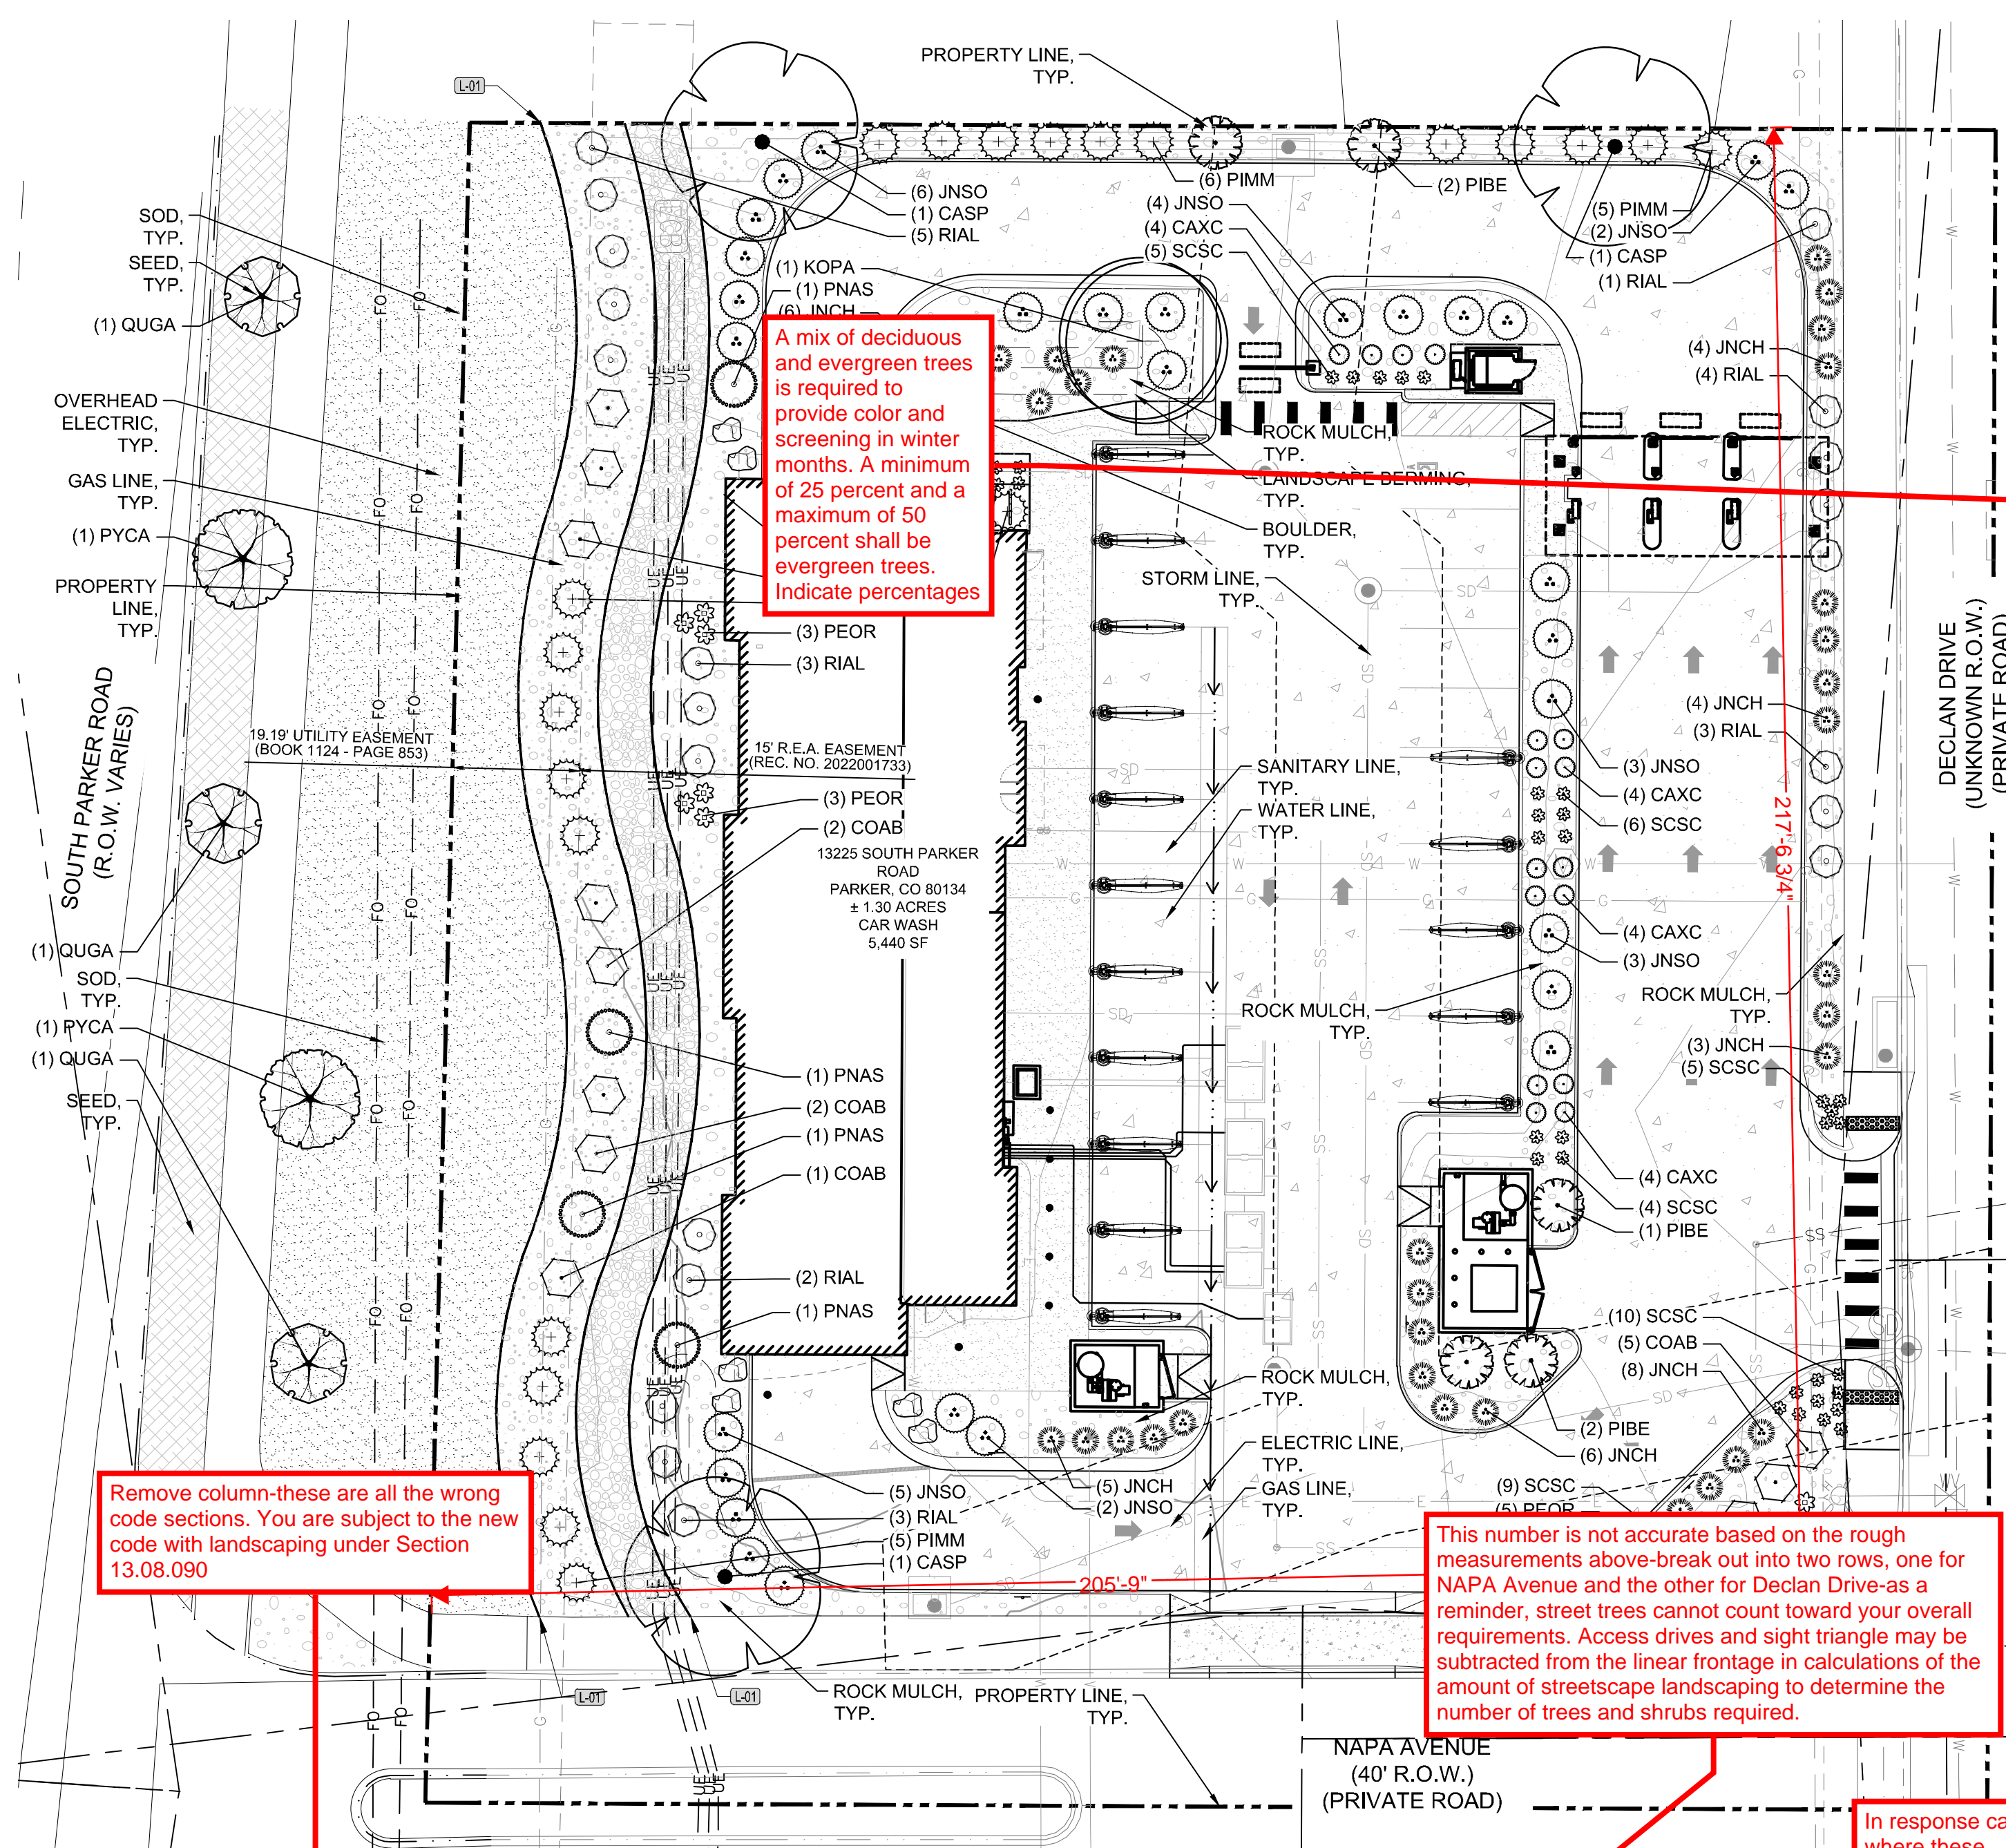 PROPERTY LINE,
TYP.
L-01
SOD,
TYP.
SEED,
TYP.
(1) QUGA
OVERHEAD
ELECTRIC,
TYP.
GAS LINE,
TYP.
(1) PYCA
PROPERTY
LINE,
TYP.
SOUTH PARKER ROAD
(R.O.W. VARIES)
19.19' UTILITY EASEMENT
(BOOK 1124 - PAGE 853)
(1) QUGA
SOD,
TYP.
(1) PYCA
(1) QUGA
SEED,
TYP.
(6) JNSO
(1) CASP
(5) RIAL
(1) KOPA
(1) PNAS
(6) JNCH
A mix of deciduous
and evergreen trees
is required to
provide color and
screening in winter
months. A minimum
of 25 percent and a
maximum of 50
percent shall be
evergreen trees.
Indicate percentages
(3) PEOR
(3) RIAL
15' R.E.A. EASEMENT
(REC. NO. 2022001733)
(3) PEOR
(2) COAB
13225 SOUTH PARKER
ROAD
PARKER, CO 80134
± 1.30 ACRES
CAR WASH
5,440 SF
(1) PNAS
(2) COAB
(1) PNAS
(1) COAB
(2) RIAL
(1) PNAS
(6) PIMM
(4) JNSO
(4) CAXC
(5) SCSC
(2) PIBE
(5) PIMM
(2) JNSO
(1) CASP
(1) RIAL
(4) JNCH
(4) RIAL
ROCK MULCH,
TYP.
LANDSCAPE BERMING,
TYP.
BOULDER,
TYP.
STORM LINE,
TYP.
SANITARY LINE,
TYP.
WATER LINE,
TYP.
ROCK MULCH,
TYP.
(4) JNCH
(3) RIAL
(3) JNSO
(4) CAXC
(6) SCSC
217'-6 3/4"
DECLAN DRIVE
(UNKNOWN R.O.W.)
(PRIVATE ROAD)
(4) CAXC
(3) JNSO
ROCK MULCH,
TYP.
(3) JNCH
(5) SCSC
(4) CAXC
(4) SCSC
(1) PIBE
(10) SCSC
(5) COAB
(8) JNCH
(2) PIBE
(6) JNCH
(9) SCSC
(5) PEOR
ROCK MULCH,
TYP.
ELECTRIC LINE,
TYP.
GAS LINE,
TYP.
(5) JNCH
(2) JNSO
(5) JNSO
(3) RIAL
(5) PIMM
(1) CASP
205'-9"
Remove column-these are all the wrong
code sections. You are subject to the new
code with landscaping under Section
13.08.090
This number is not accurate based on the rough
measurements above-break out into two rows, one for
NAPA Avenue and the other for Declan Drive-as a
reminder, street trees cannot count toward your overall
requirements. Access drives and sight triangle may be
subtracted from the linear frontage in calculations of the
amount of streetscape landscaping to determine the
number of trees and shrubs required.
L-01
L-01
ROCK MULCH,
TYP.
PROPERTY LINE,
TYP.
NAPA AVENUE
(40' R.O.W.)
(PRIVATE ROAD)
In response ca
where these